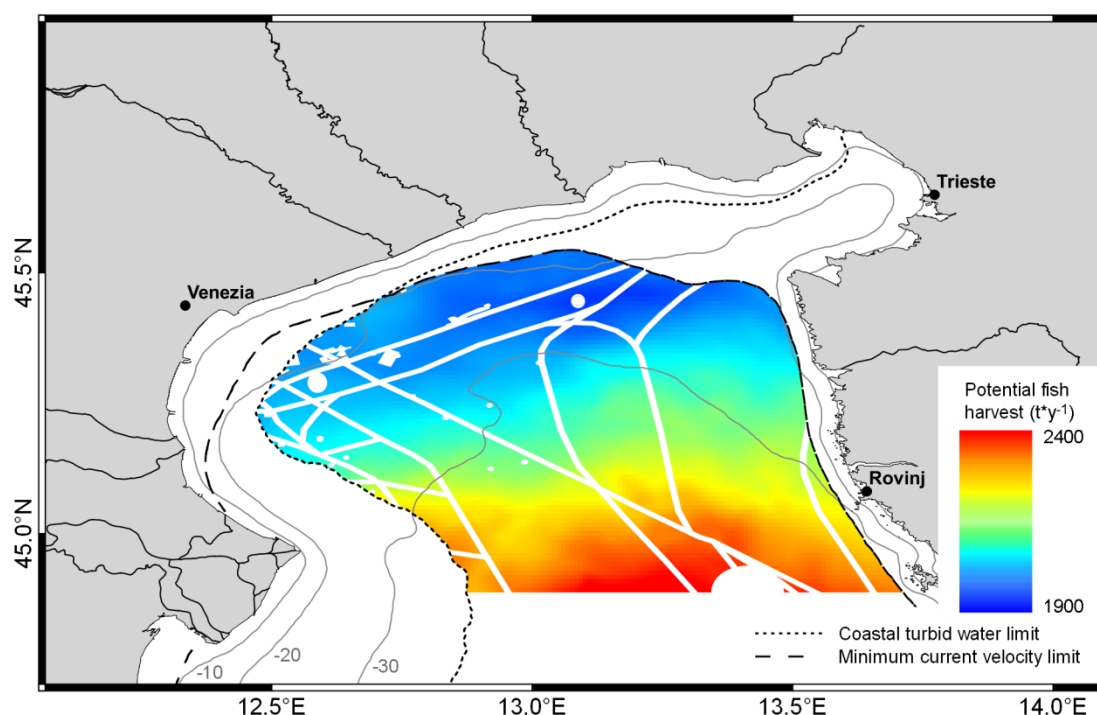 45.5°N
45.0°N
Venezia
Trieste
Rovinj
-10
-20
-30
Potential fish
harvest (t*y⁻¹)
2400
1900
Coastal turbid water limit
Minimum current velocity limit
12.5°E
13.0°E
13.5°E
14.0°E